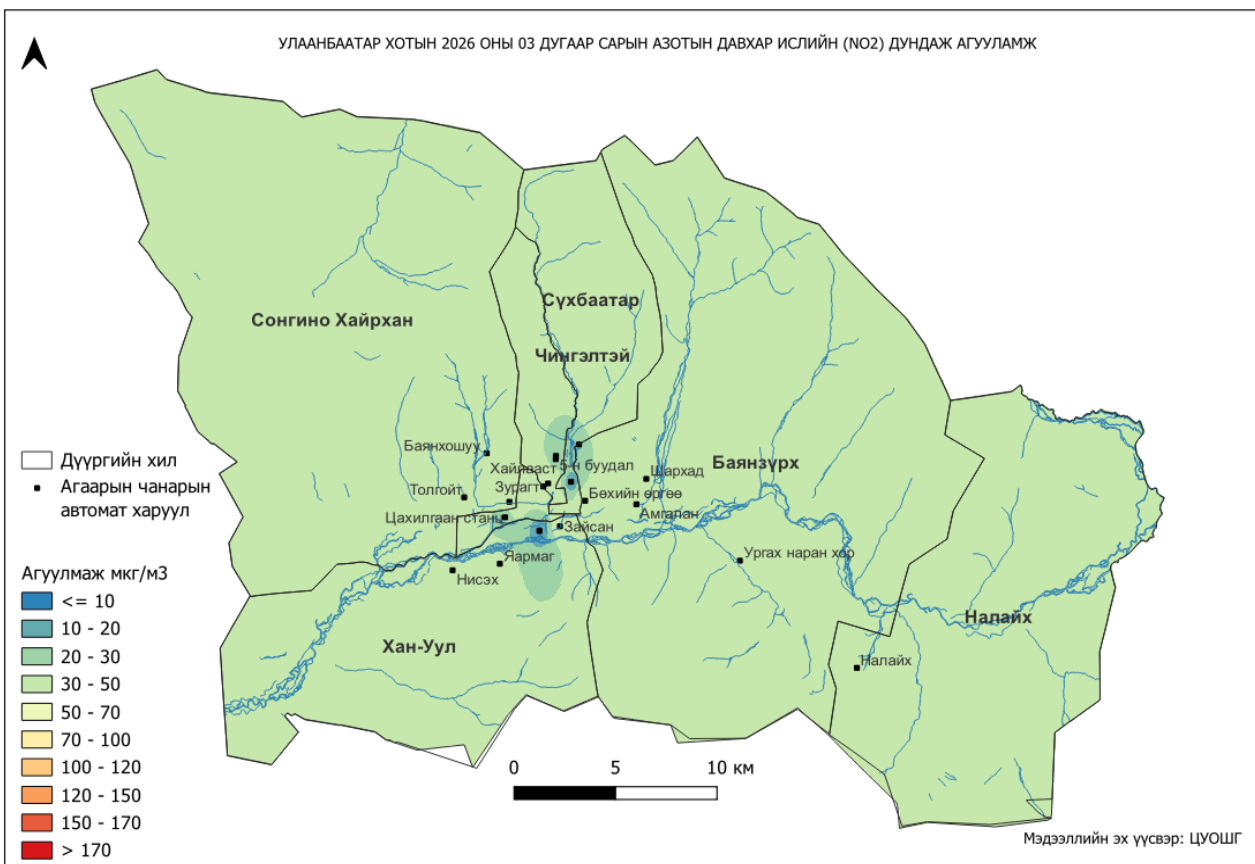 УЛААНБААТАР ХОТЫН 2026 ОНЫ 03 ДУГААР САРЫН АЗОТЫН ДАВХАР ИСЛИЙН (NO2) ДУНДАЖ АГУУЛАМЖ
Сүхбаатар
Сонгино Хайрхан
Чингэлтэй
Баянхошуу
Хайлааст
5-н буудал
Шархад
Баянзүрх
Толгойт
Зурагт
Бөхийн өргөө
Амгалан
Цахилгаан станц
Зайсан
Яармаг
Нисэх
Ургах наран хор
Налайх
Хан-Уул
Налайх
Дүүргийн хил
Агаарын чанарын
автомат харуул
Агуулмаж мкг/м3
<= 10
10 - 20
20 - 30
30 - 50
50 - 70
70 - 100
100 - 120
120 - 150
150 - 170
> 170
0 5 10 км
Мэдээллийн эх үүсвэр: ЦУОШГ